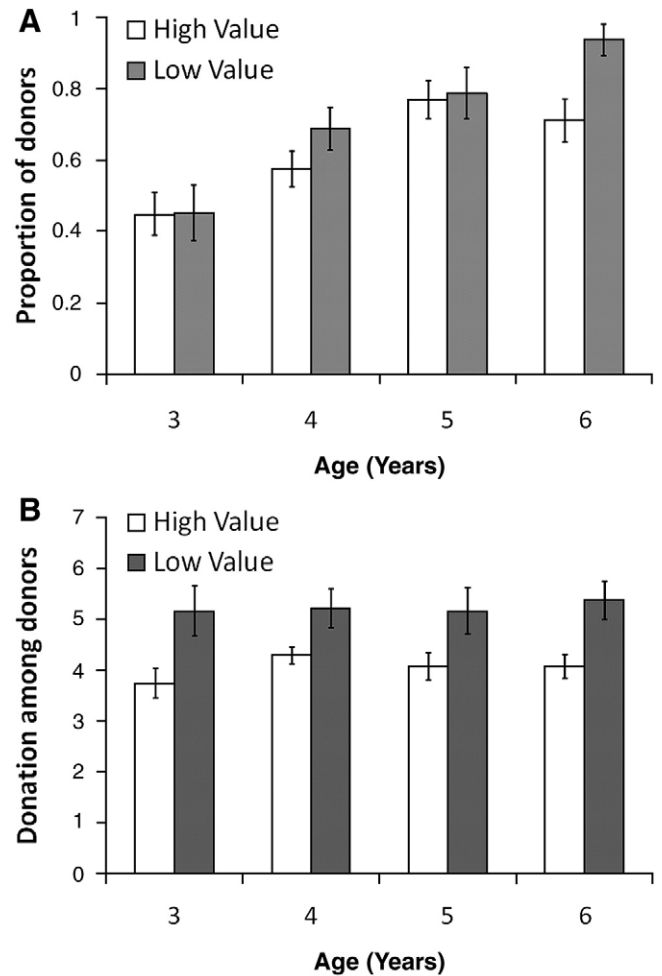 A
High Value
Low Value
Proportion of donors
1
0.8
0.6
0.4
0.2
0
3 4 5 6
Age (Years)
B
High Value
Low Value
Donation among donors
7
6
5
4
3
2
1
0
3 4 5 6
Age (Years)